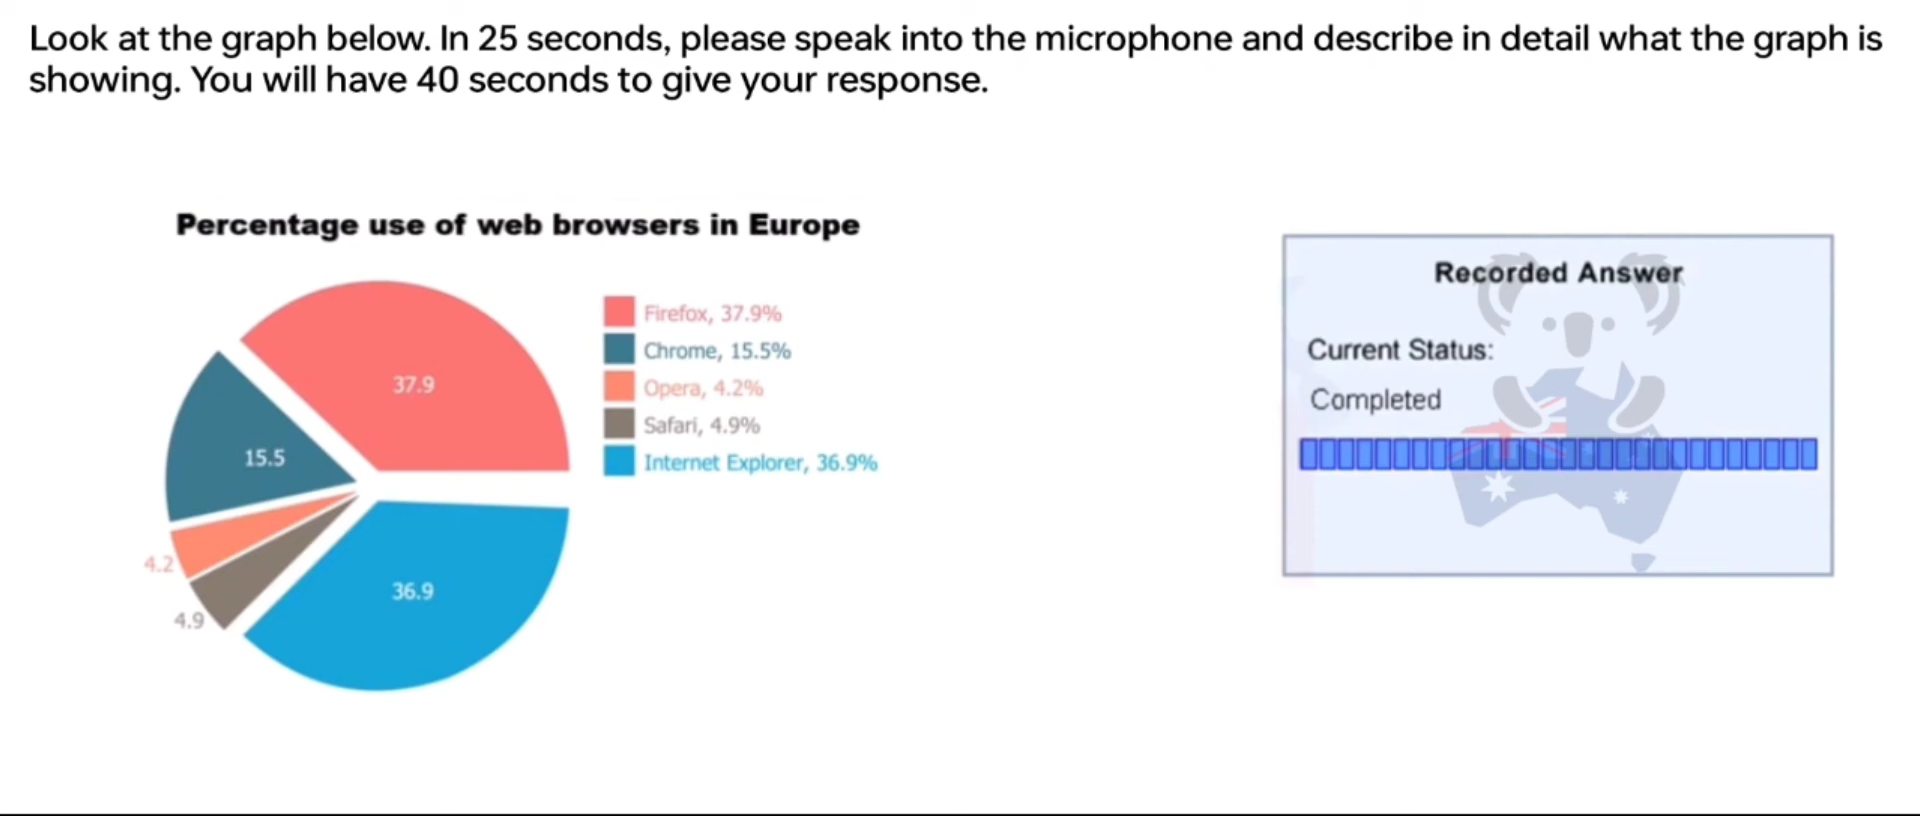 Look at the graph below. In 25 seconds, please speak into the microphone and describe in detail what the graph is
showing. You will have 40 seconds to give your response.
Percentage use of web browsers in Europe
Firefox, 37.9%
Chrome, 15.5%
Opera, 4.2%
Safari, 4.9%
Internet Explorer, 36.9%
37.9
15.5
4.2
4.9
36.9
Recorded Answer
Current Status:
Completed